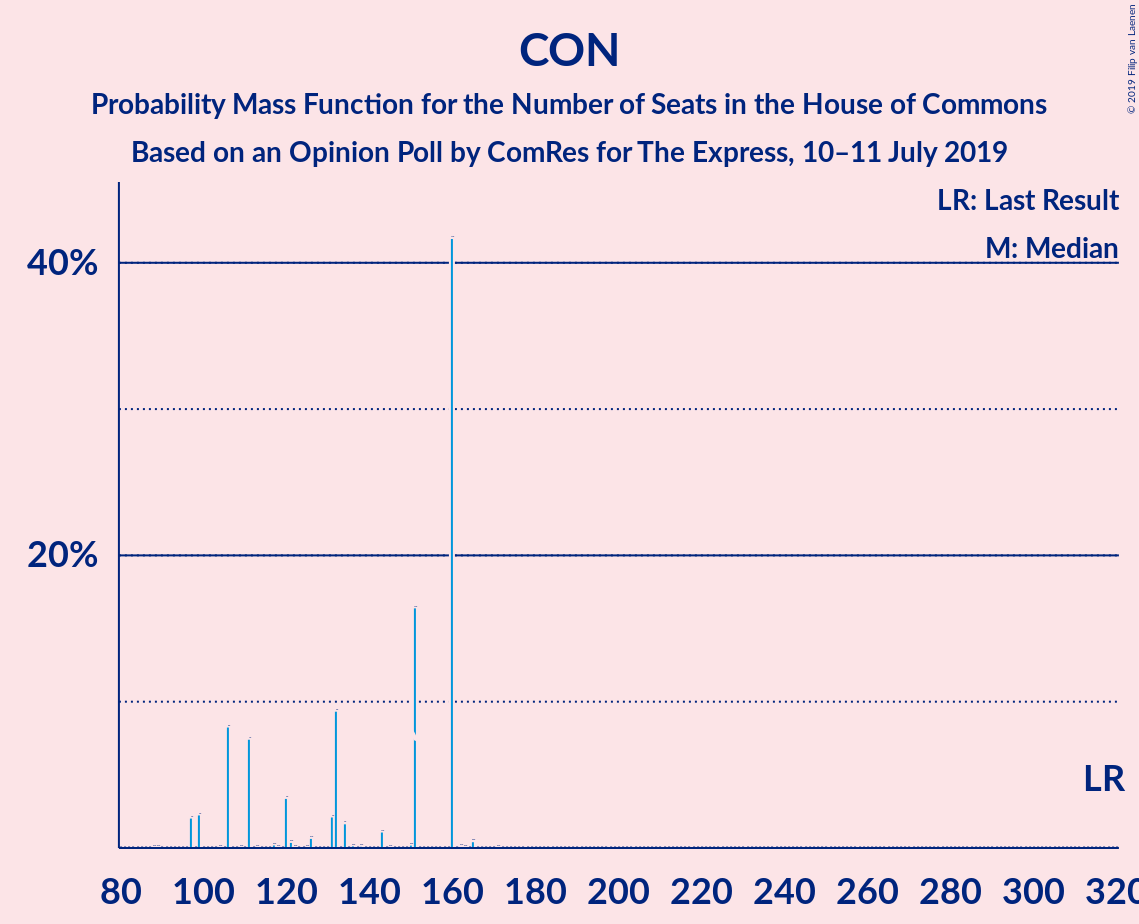 CON
Probability Mass Function for the Number of Seats in the House of Commons
Based on an Opinion Poll by ComRes for The Express, 10–11 July 2019
© 2019 Filip van Laenen
LR: Last Result
M: Median
40%
20%
LR
80 100 120 140 160 180 200 220 240 260 280 300 320